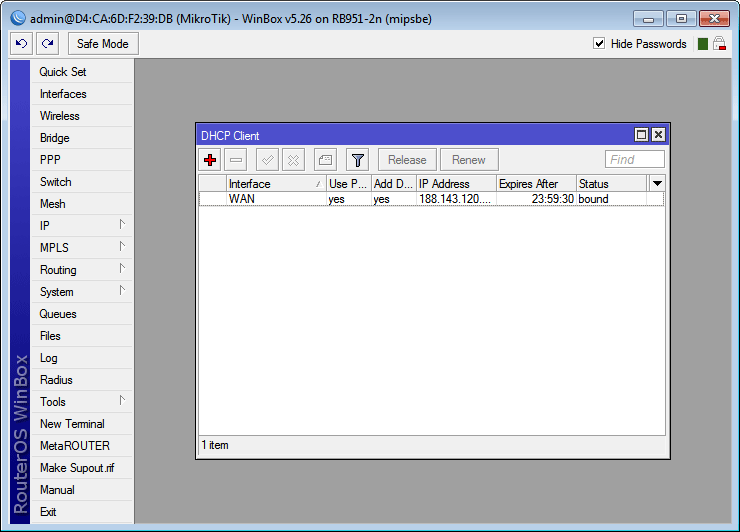 admin@D4:CA:6D:F2:39:DB (MikroTik) - WinBox v5.26 on RB951-2n (mipsbe)
Safe Mode
Hide Passwords
RouterOS WinBox
Quick Set
Interfaces
Wireless
Bridge
PPP
Switch
Mesh
IP
MPLS
Routing
System
Queues
Files
Log
Radius
Tools
New Terminal
MetaROUTER
Make Supout.rif
Manual
Exit
DHCP Client
Release Renew Find
Interface Use P... Add D... IP Address Expires After Status
WAN yes yes 188.143.120.... 23:59:30 bound
1 item